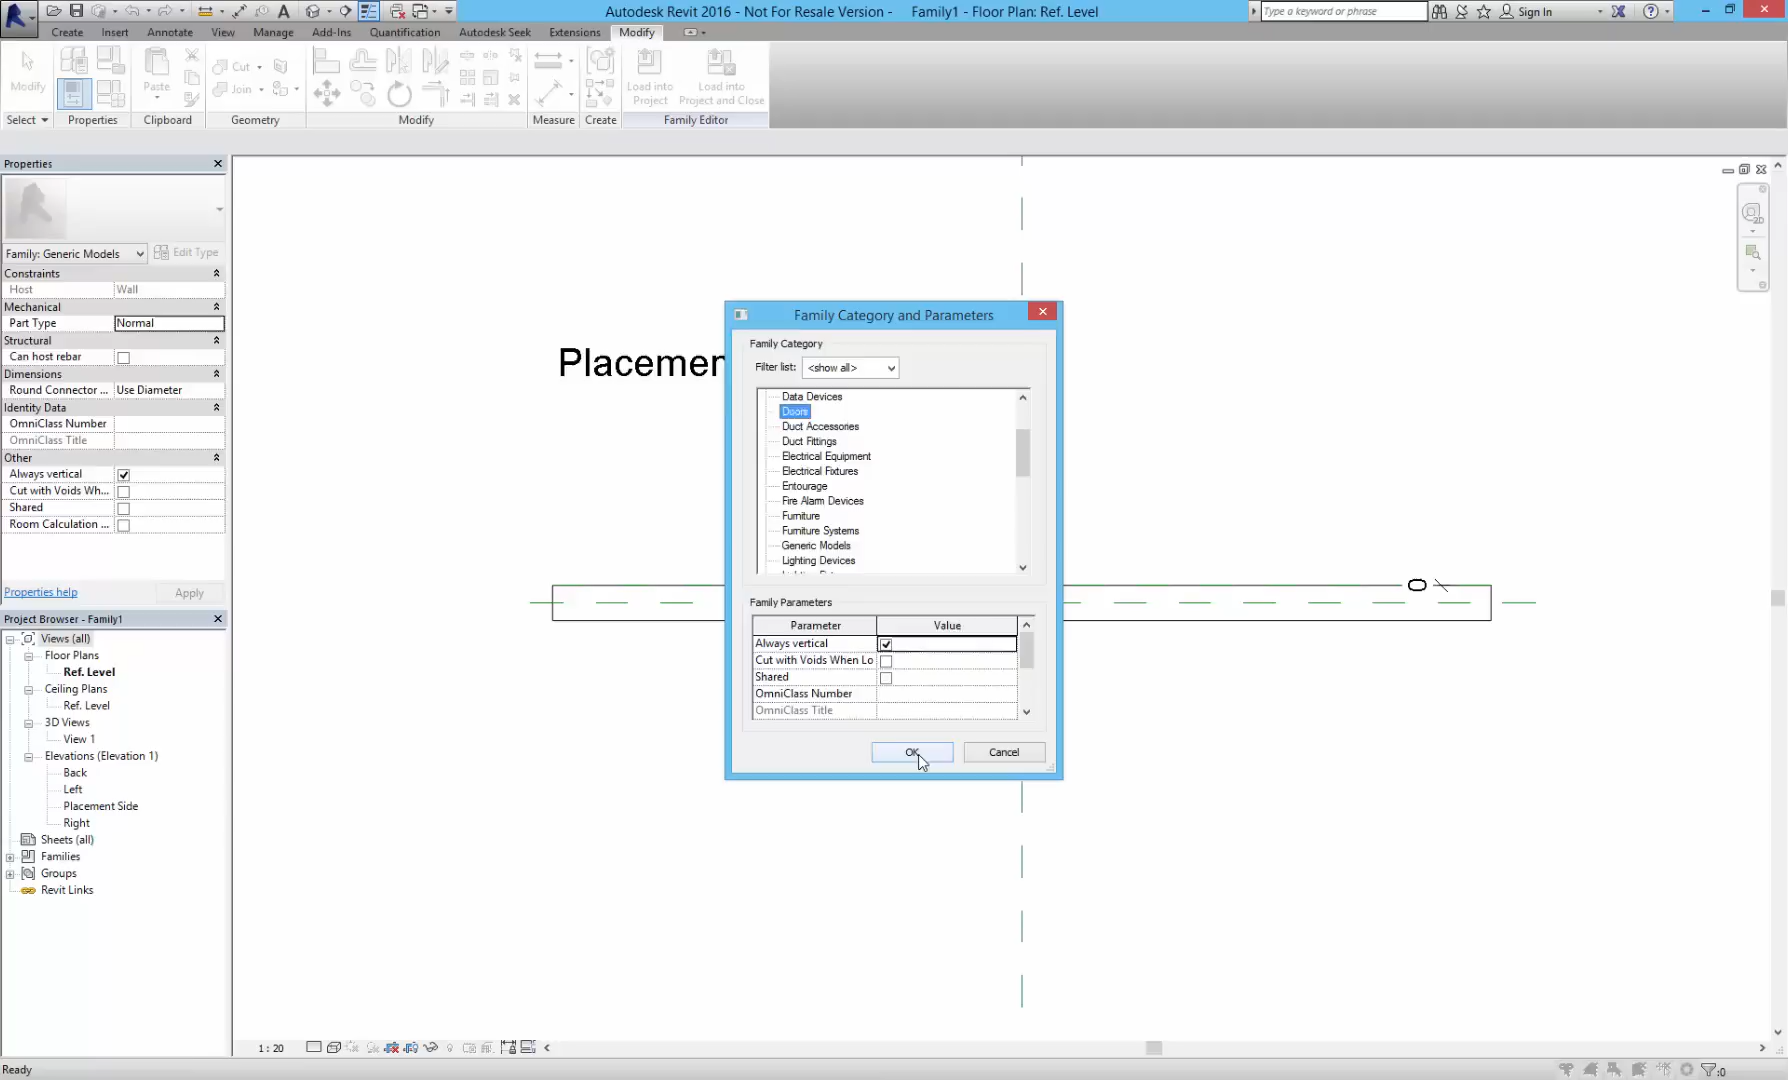 Autodesk Revit 2016 - Not For Resale Version - Family1 - Floor Plan: Ref. Level
Type a keyword or phrase
Sign In
Create Insert Annotate View Manage Add-Ins Quantification Autodesk Seek Extensions Modify
Modify
Paste
Cut
Join
Load into Project
Load into Project and Close
Select Properties Clipboard Geometry Modify Measure Create Family Editor
Properties
Family: Generic Models Edit Type
Constraints
Host Wall
Mechanical
Part Type Normal
Structural
Can host rebar
Dimensions
Round Connector ... Use Diameter
Identity Data
OmniClass Number
OmniClass Title
Other
Always vertical
Cut with Voids Wh...
Shared
Room Calculation ...
Properties help Apply
Project Browser - Family1
Views (all)
Floor Plans
Ref. Level
Ceiling Plans
Ref. Level
3D Views
View 1
Elevations (Elevation 1)
Back
Left
Placement Side
Right
Sheets (all)
Families
Groups
Revit Links
2D
Placemen
Family Category and Parameters
Family Category
Filter list: <show all>
Data Devices
Doors
Duct Accessories
Duct Fittings
Electrical Equipment
Electrical Fixtures
Entourage
Fire Alarm Devices
Furniture
Furniture Systems
Generic Models
Lighting Devices
Family Parameters
Parameter Value
Always vertical
Cut with Voids When Lo
Shared
OmniClass Number
OmniClass Title
OK Cancel
1 : 20
Ready
:0